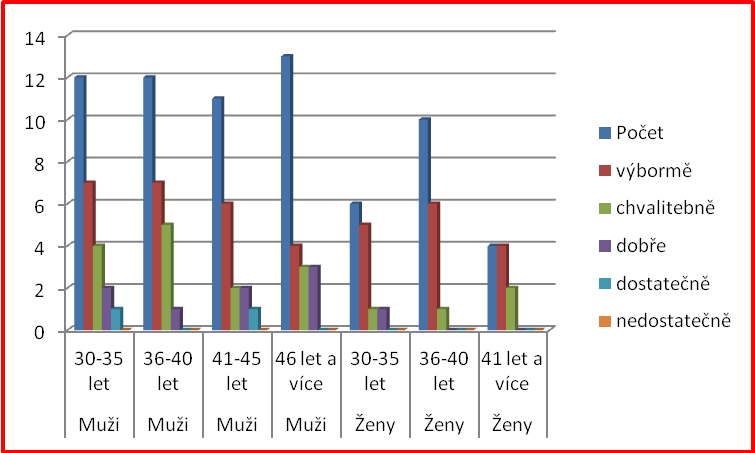 14
12
10
8
6
4
2
0
30-35 let
36-40 let
41-45 let
46 let a více
30-35 let
36-40 let
41 let a více
Muži
Muži
Muži
Muži
Ženy
Ženy
Ženy
Počet
výbormě
chvalitebně
dobře
dostatečně
nedostatečně